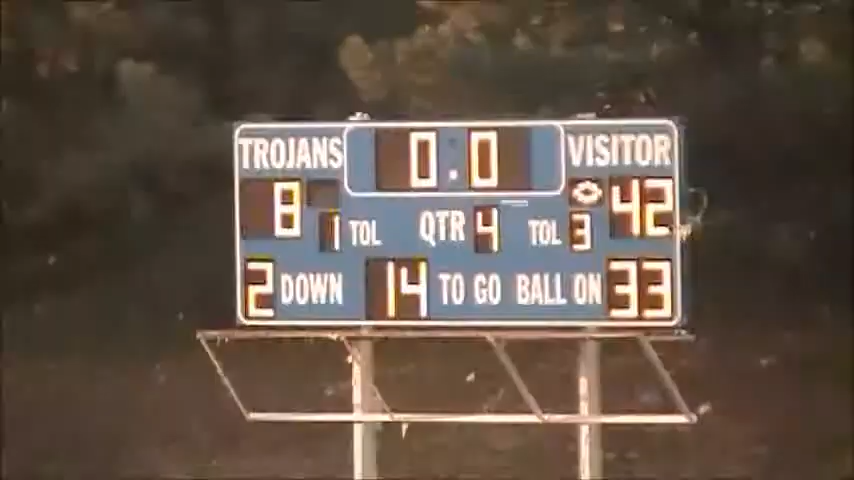 TROJANS 0.0 VISITOR
8 42
1 TOL QTR 4 TOL 3
2 DOWN 14 TO GO BALL ON 33